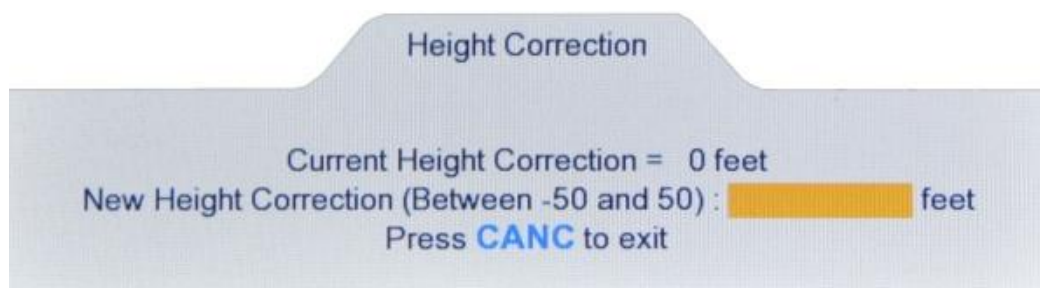 Height Correction
Current Height Correction = 0 feet
New Height Correction (Between -50 and 50) : feet
Press CANC to exit